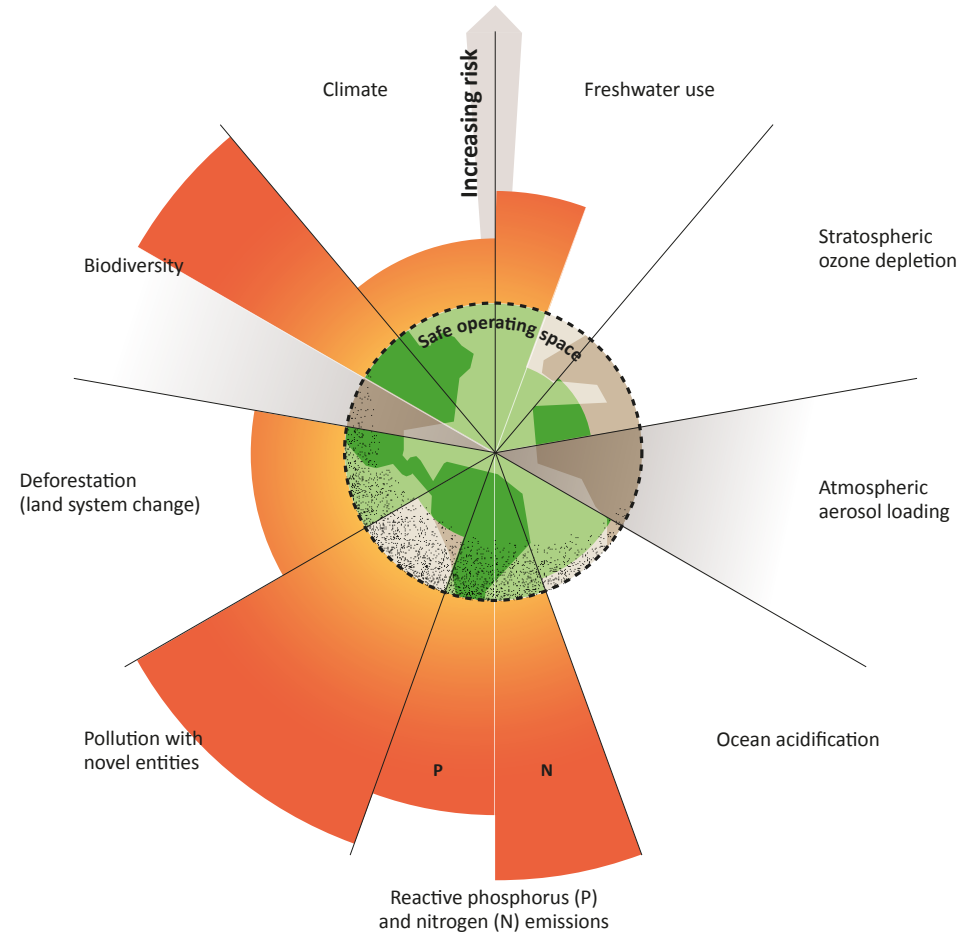 Increasing risk
Climate
Freshwater use
Stratospheric
ozone depletion
Biodiversity
Safe operating space
Deforestation
(land system change)
Atmospheric
aerosol loading
Pollution with
novel entities
P
N
Ocean acidification
Reactive phosphorus (P)
and nitrogen (N) emissions